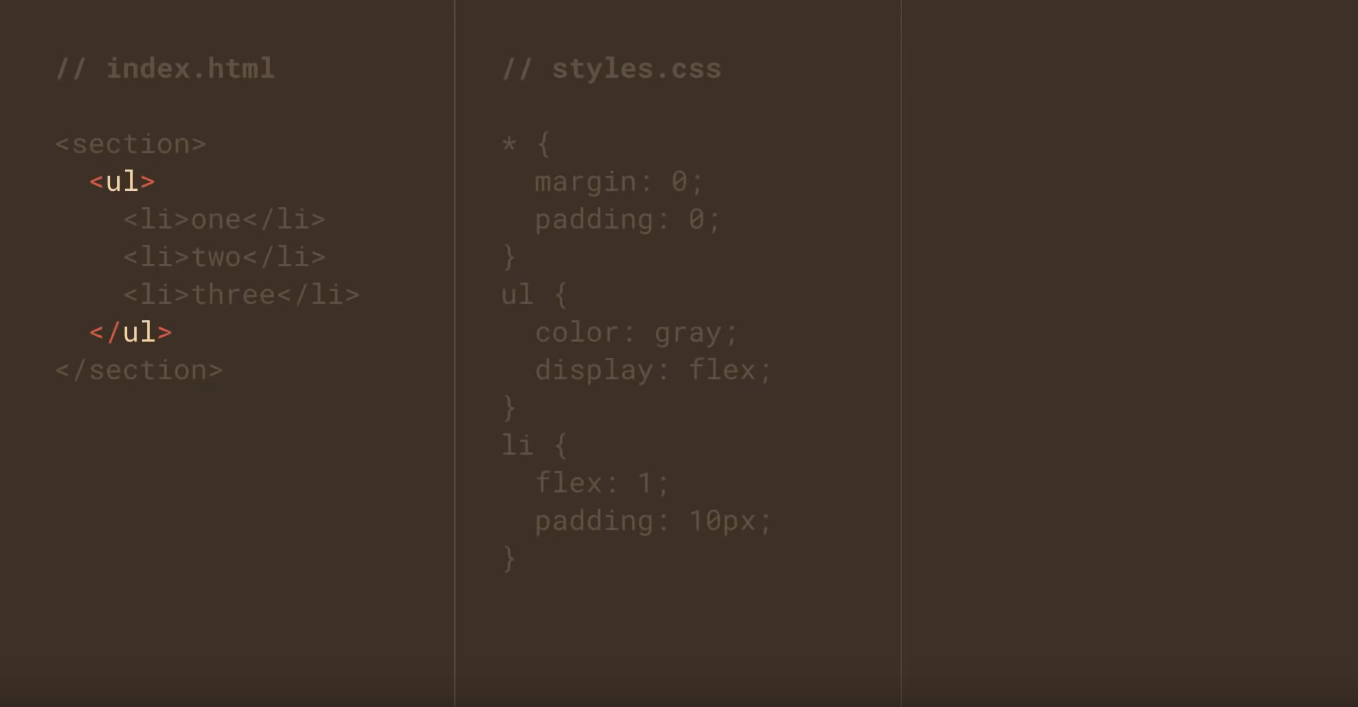 // index.html
<section>
  <ul>
    <li>one</li>
    <li>two</li>
    <li>three</li>
  </ul>
</section>
// styles.css
* {
  margin: 0;
  padding: 0;
}
ul {
  color: gray;
  display: flex;
}
li {
  flex: 1;
  padding: 10px;
}